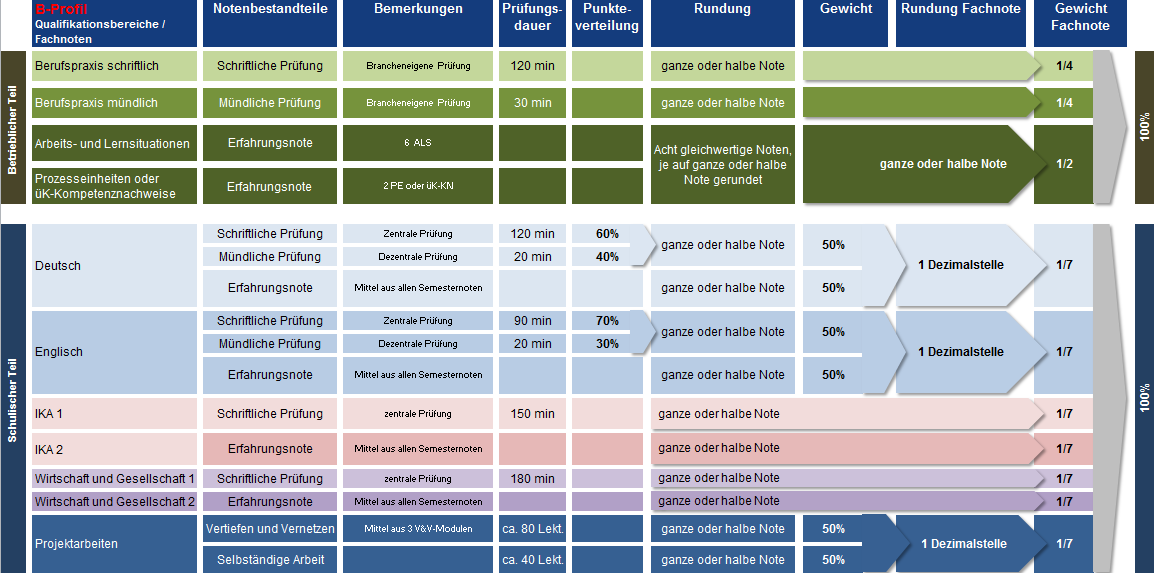 B-Profil
Qualifikationsbereiche /
Fachnoten
Notenbestandteile
Bemerkungen
Prüfungs-
dauer
Punkte-
verteilung
Rundung
Gewicht
Rundung Fachnote
Gewicht
Fachnote
Betrieblicher Teil
Berufspraxis schriftlich
Schriftliche Prüfung
Brancheneigene Prüfung
120 min
ganze oder halbe Note
1/4
Berufspraxis mündlich
Mündliche Prüfung
Brancheneigene Prüfung
30 min
ganze oder halbe Note
1/4
Arbeits- und Lernsituationen
Erfahrungsnote
6 ALS
Prozesseinheiten oder
üK-Kompetenznachweise
Erfahrungsnote
2 PE oder üK-KN
Acht gleichwertige Noten,
je auf ganze oder halbe
Note gerundet
ganze oder halbe Note
1/2
100%
Schulischer Teil
Deutsch
Schriftliche Prüfung
Zentrale Prüfung
120 min
60%
Mündliche Prüfung
Dezentrale Prüfung
20 min
40%
ganze oder halbe Note
50%
Erfahrungsnote
Mittel aus allen Semesternoten
ganze oder halbe Note
50%
1 Dezimalstelle
1/7
Englisch
Schriftliche Prüfung
Zentrale Prüfung
90 min
70%
Mündliche Prüfung
Dezentrale Prüfung
20 min
30%
ganze oder halbe Note
50%
Erfahrungsnote
Mittel aus allen Semesternoten
ganze oder halbe Note
50%
1 Dezimalstelle
1/7
IKA 1
Schriftliche Prüfung
zentrale Prüfung
150 min
ganze oder halbe Note
1/7
IKA 2
Erfahrungsnote
Mittel aus allen Semesternoten
ganze oder halbe Note
1/7
Wirtschaft und Gesellschaft 1
Schriftliche Prüfung
zentrale Prüfung
180 min
ganze oder halbe Note
1/7
Wirtschaft und Gesellschaft 2
Erfahrungsnote
Mittel aus allen Semesternoten
ganze oder halbe Note
1/7
Projektarbeiten
Vertiefen und Vernetzen
Mittel aus 3 V&V-Modulen
ca. 80 Lekt.
ganze oder halbe Note
50%
Selbständige Arbeit
ca. 40 Lekt.
ganze oder halbe Note
50%
1 Dezimalstelle
1/7
100%